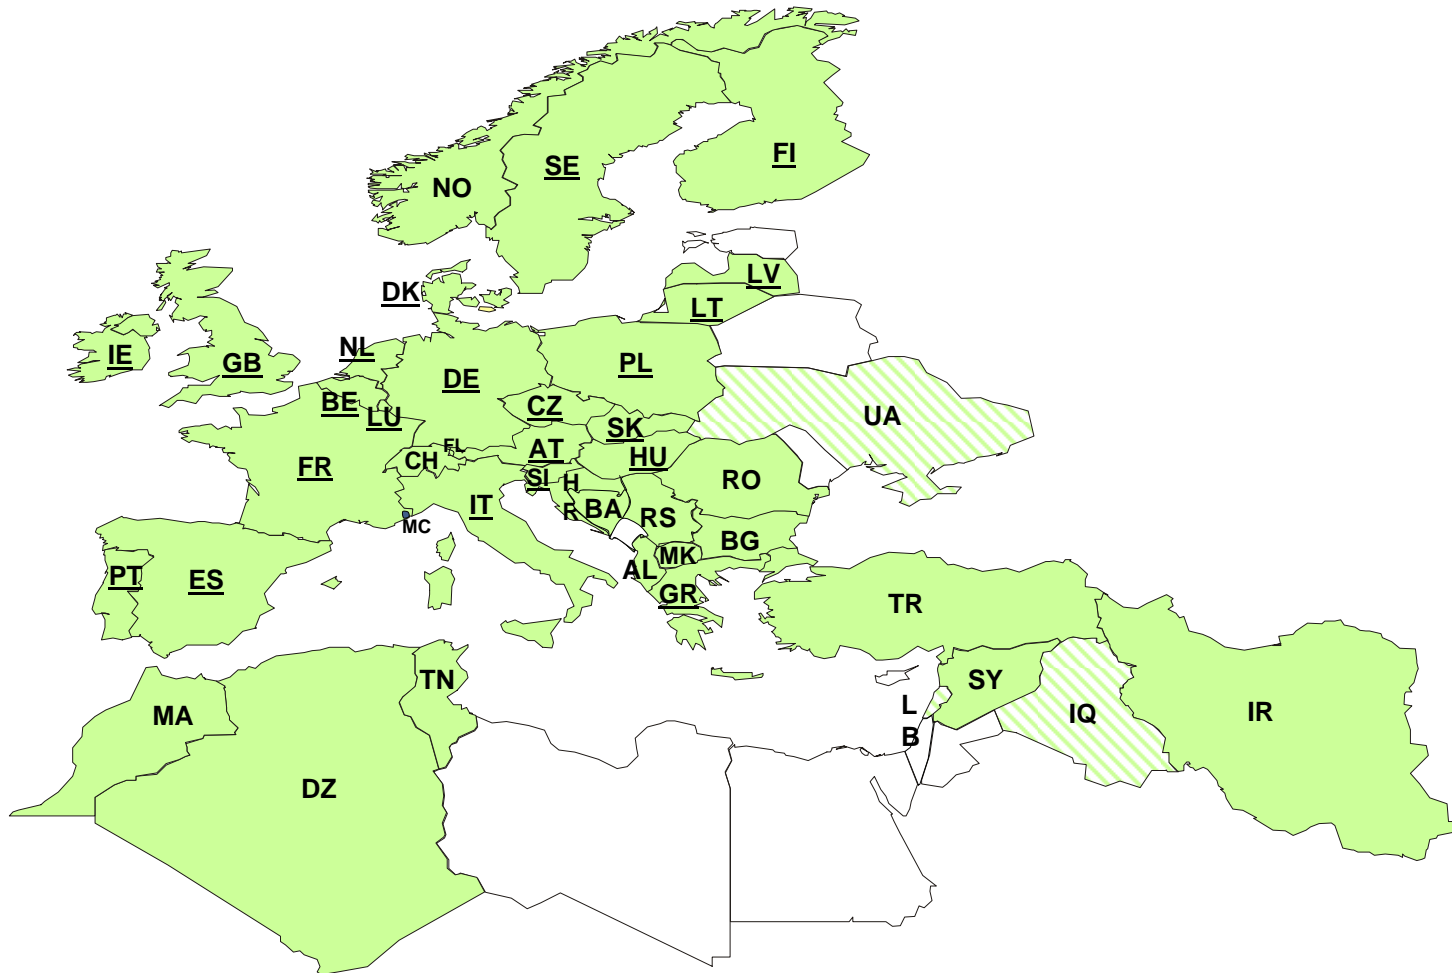 FI
SE
NO
LV
DK
LT
NL
IE
GB
PL
DE
BE
CZ
LU
UA
SK
FL
AT
CH
HU
FR
SI
H
RO
IT
BA
R
RS
MC
BG
MK
AL
PT
ES
GR
TR
TN
SY
L
MA
IQ
IR
B
DZ